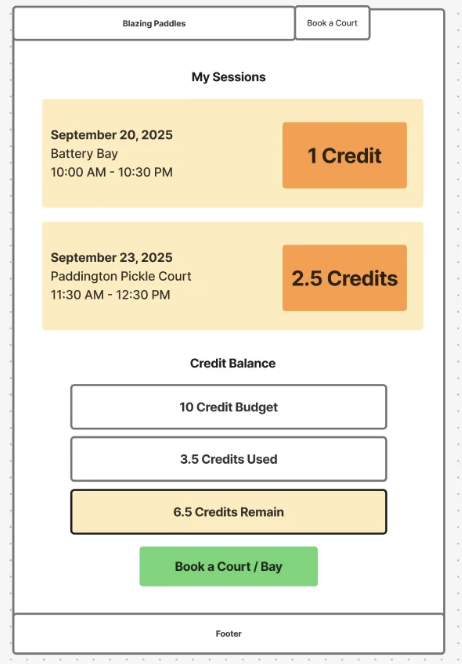 Blazing Paddles
Book a Court
My Sessions
September 20, 2025
Battery Bay
10:00 AM - 10:30 PM
1 Credit
September 23, 2025
Paddington Pickle Court
11:30 AM - 12:30 PM
2.5 Credits
Credit Balance
10 Credit Budget
3.5 Credits Used
6.5 Credits Remain
Book a Court / Bay
Footer